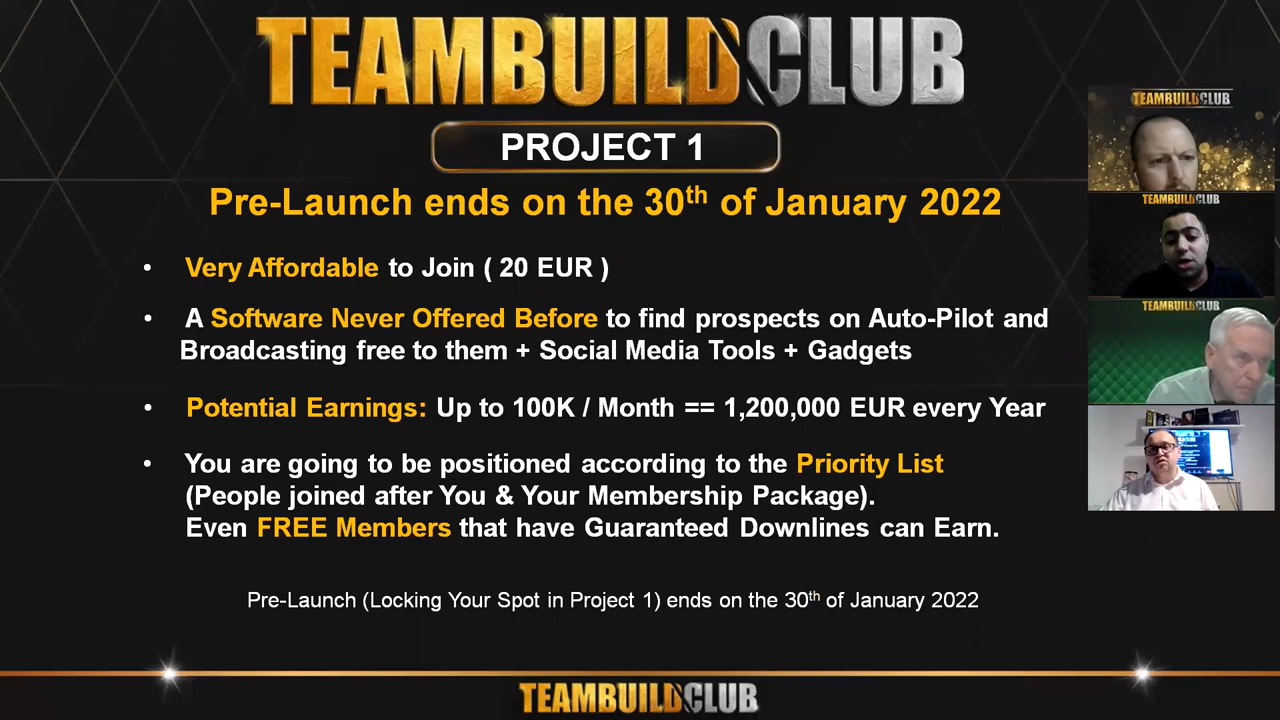 TEAMBUILDCLUB
PROJECT 1
Pre-Launch ends on the 30th of January 2022
• Very Affordable to Join ( 20 EUR )
• A Software Never Offered Before to find prospects on Auto-Pilot and
Broadcasting free to them + Social Media Tools + Gadgets
• Potential Earnings: Up to 100K / Month == 1,200,000 EUR every Year
• You are going to be positioned according to the Priority List
(People joined after You & Your Membership Package).
Even FREE Members that have Guaranteed Downlines can Earn.
Pre-Launch (Locking Your Spot in Project 1) ends on the 30th of January 2022
TEAMBUILDCLUB
TEAMBUILDCLUB
TEAMBUILDCLUB
TEAMBUILDCLUB